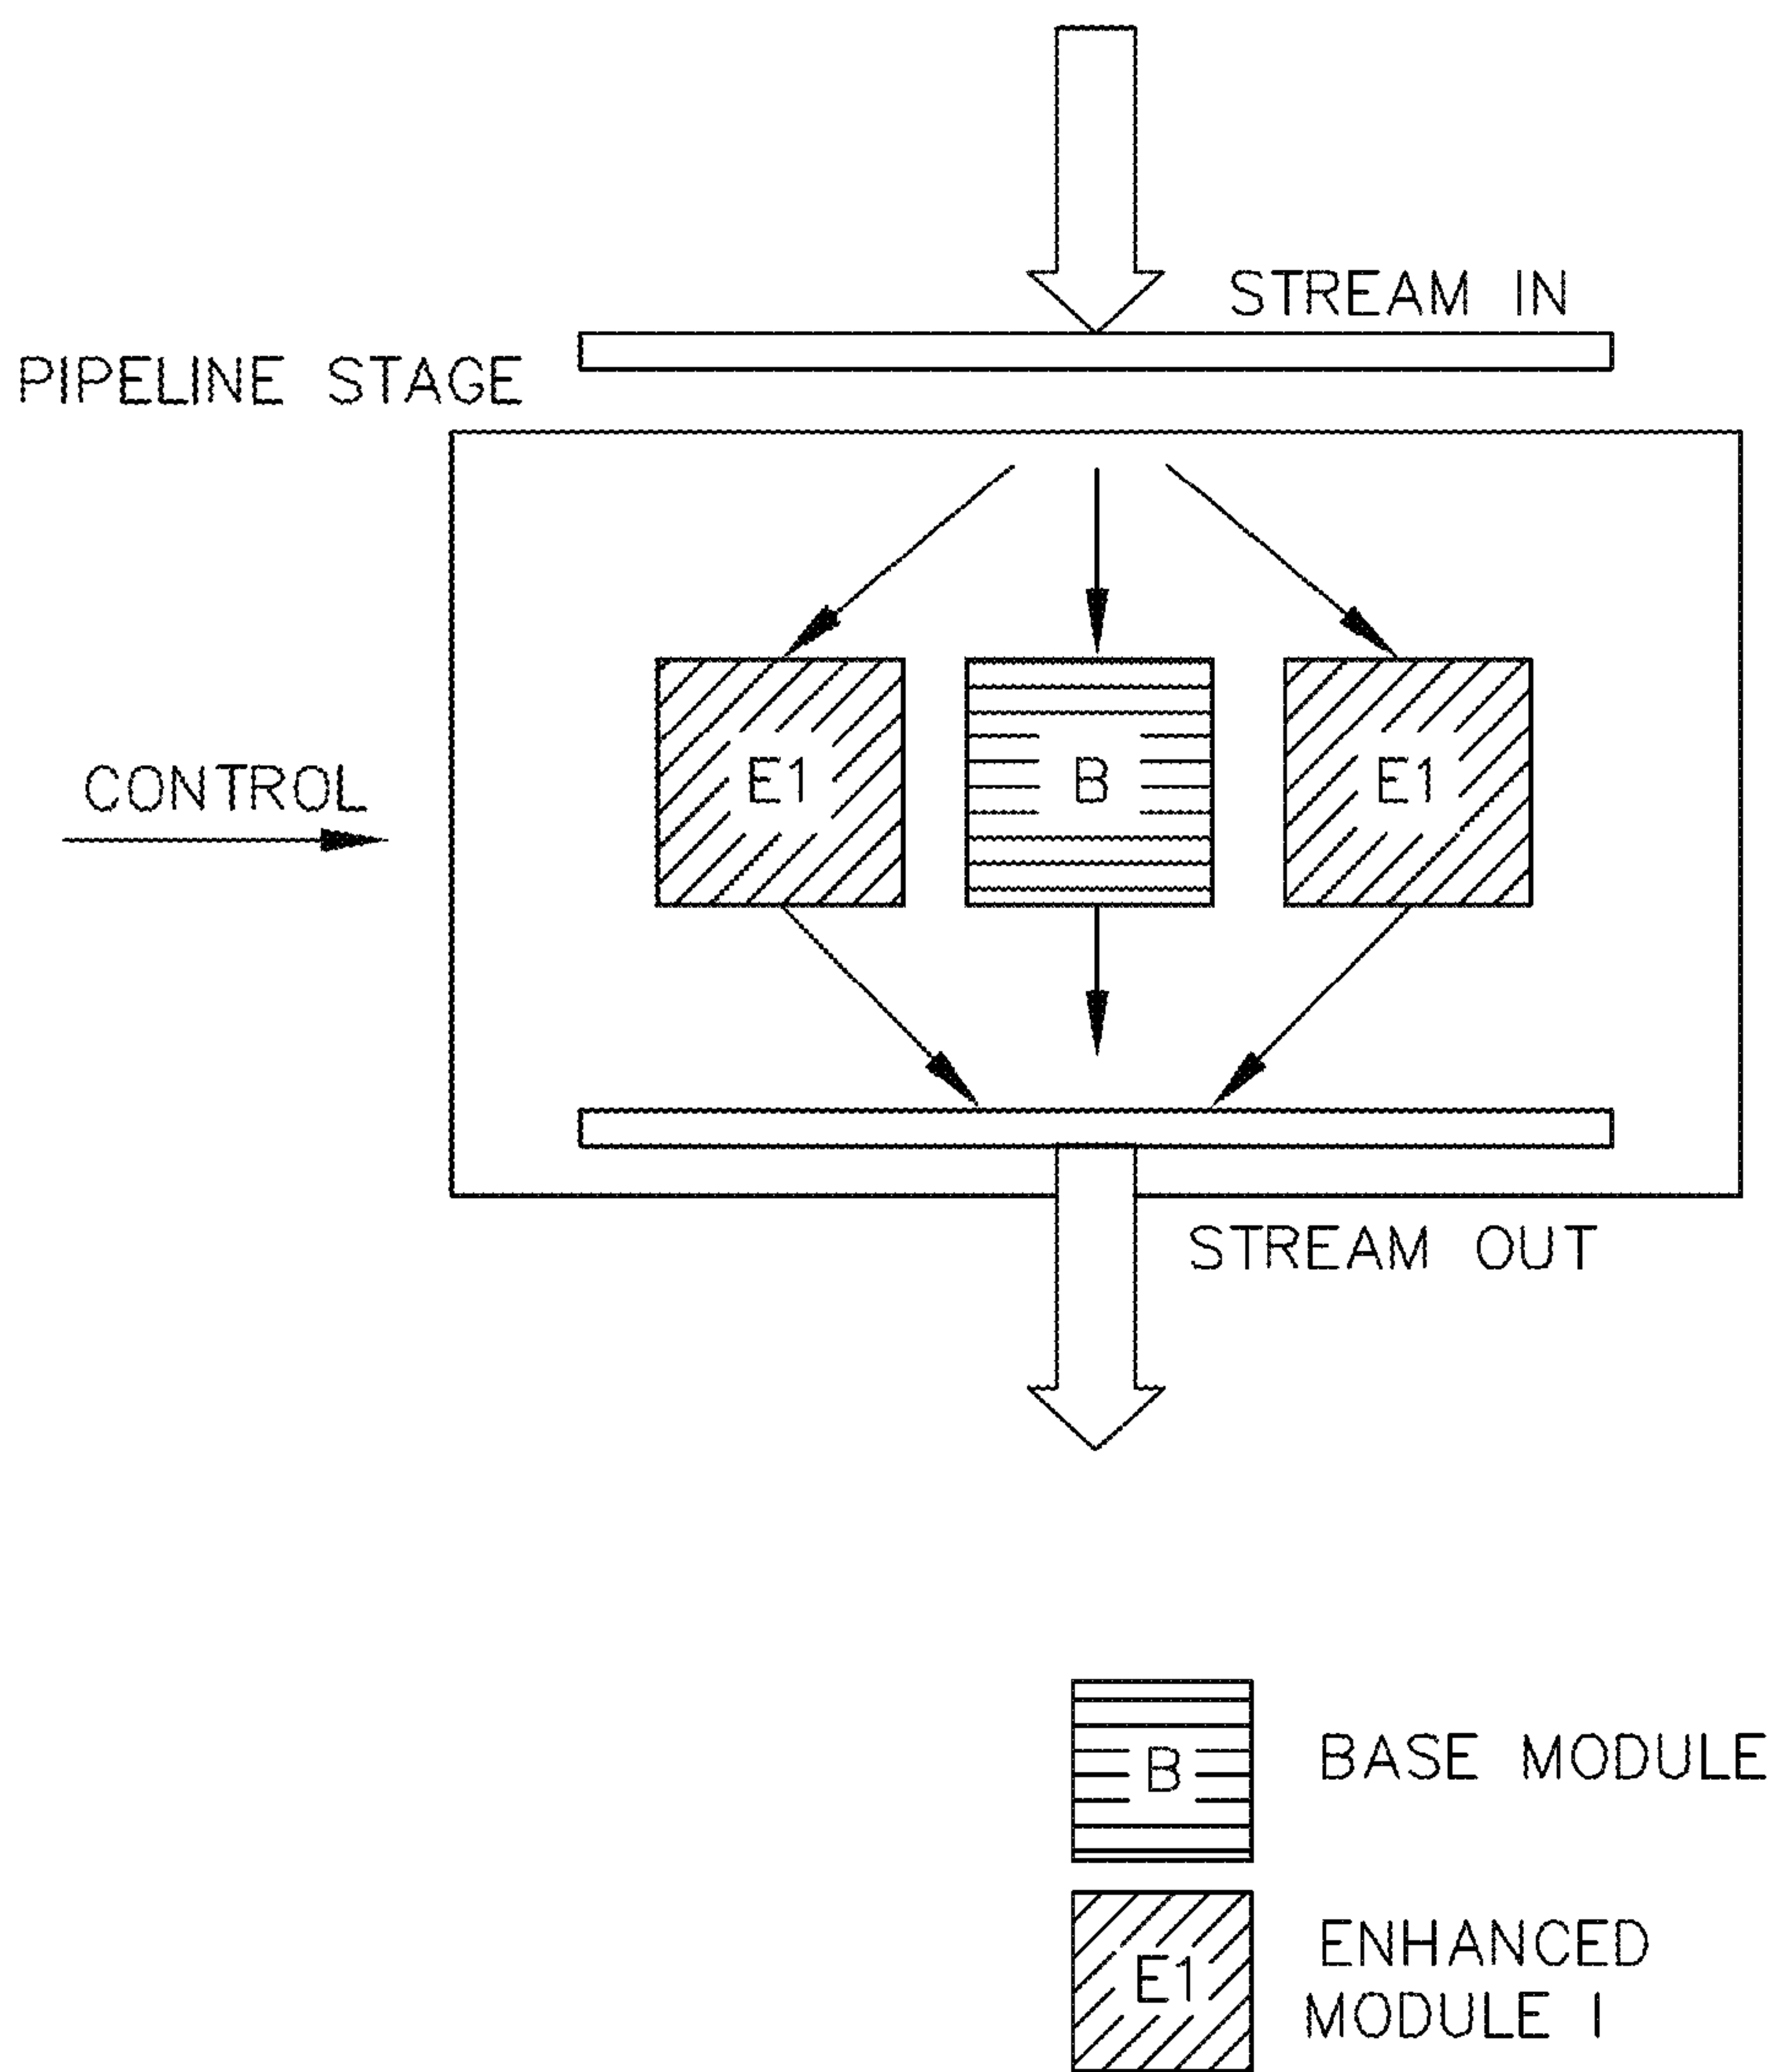 STREAM IN
PIPELINE STAGE
CONTROL
E1
B
E1
STREAM OUT
B
BASE MODULE
E1
ENHANCED
MODULE I